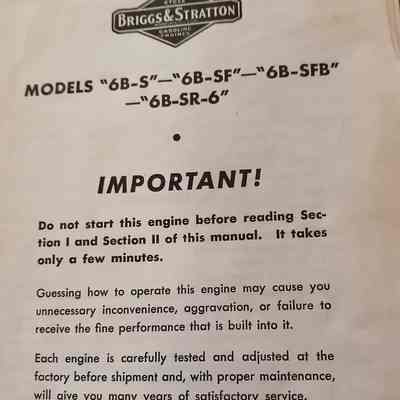 BRIGGS & STRATTON
GASOLINE
ENGINES
MODELS "6B-S"—"6B-SF"—"6B-SFB"
—"6B-SR-6"
•
IMPORTANT!
Do not start this engine before reading Sec-
tion I and Section II of this manual. It takes
only a few minutes.
Guessing how to operate this engine may cause you
unnecessary inconvenience, aggravation, or failure to
receive the fine performance that is built into it.
Each engine is carefully tested and adjusted at the
factory before shipment and, with proper maintenance,
will give you many years of satisfactory service.